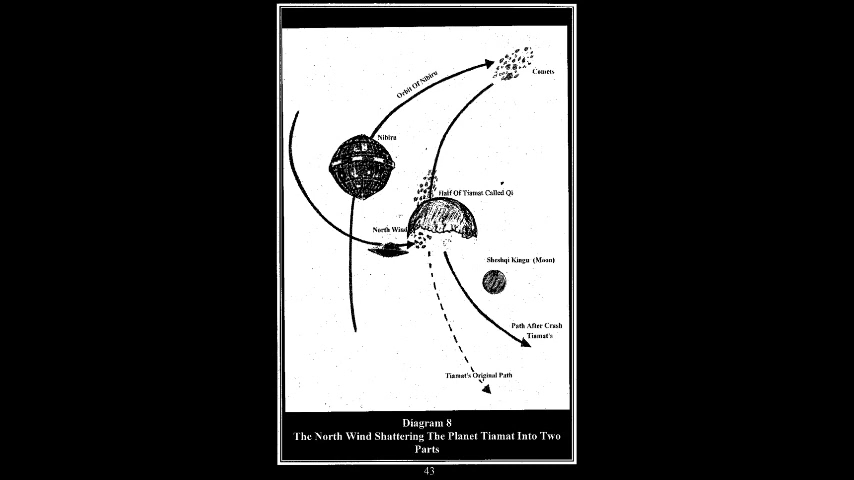 Comets
Orbit Of Nibiru
Nibiru
Half Of Tiamat Called Qi
North Wind
Sheshqi Kingu (Moon)
Path After Crash
Tiamat's
Tiamat's Original Path
Diagram 8
The North Wind Shattering The Planet Tiamat Into Two
Parts
43